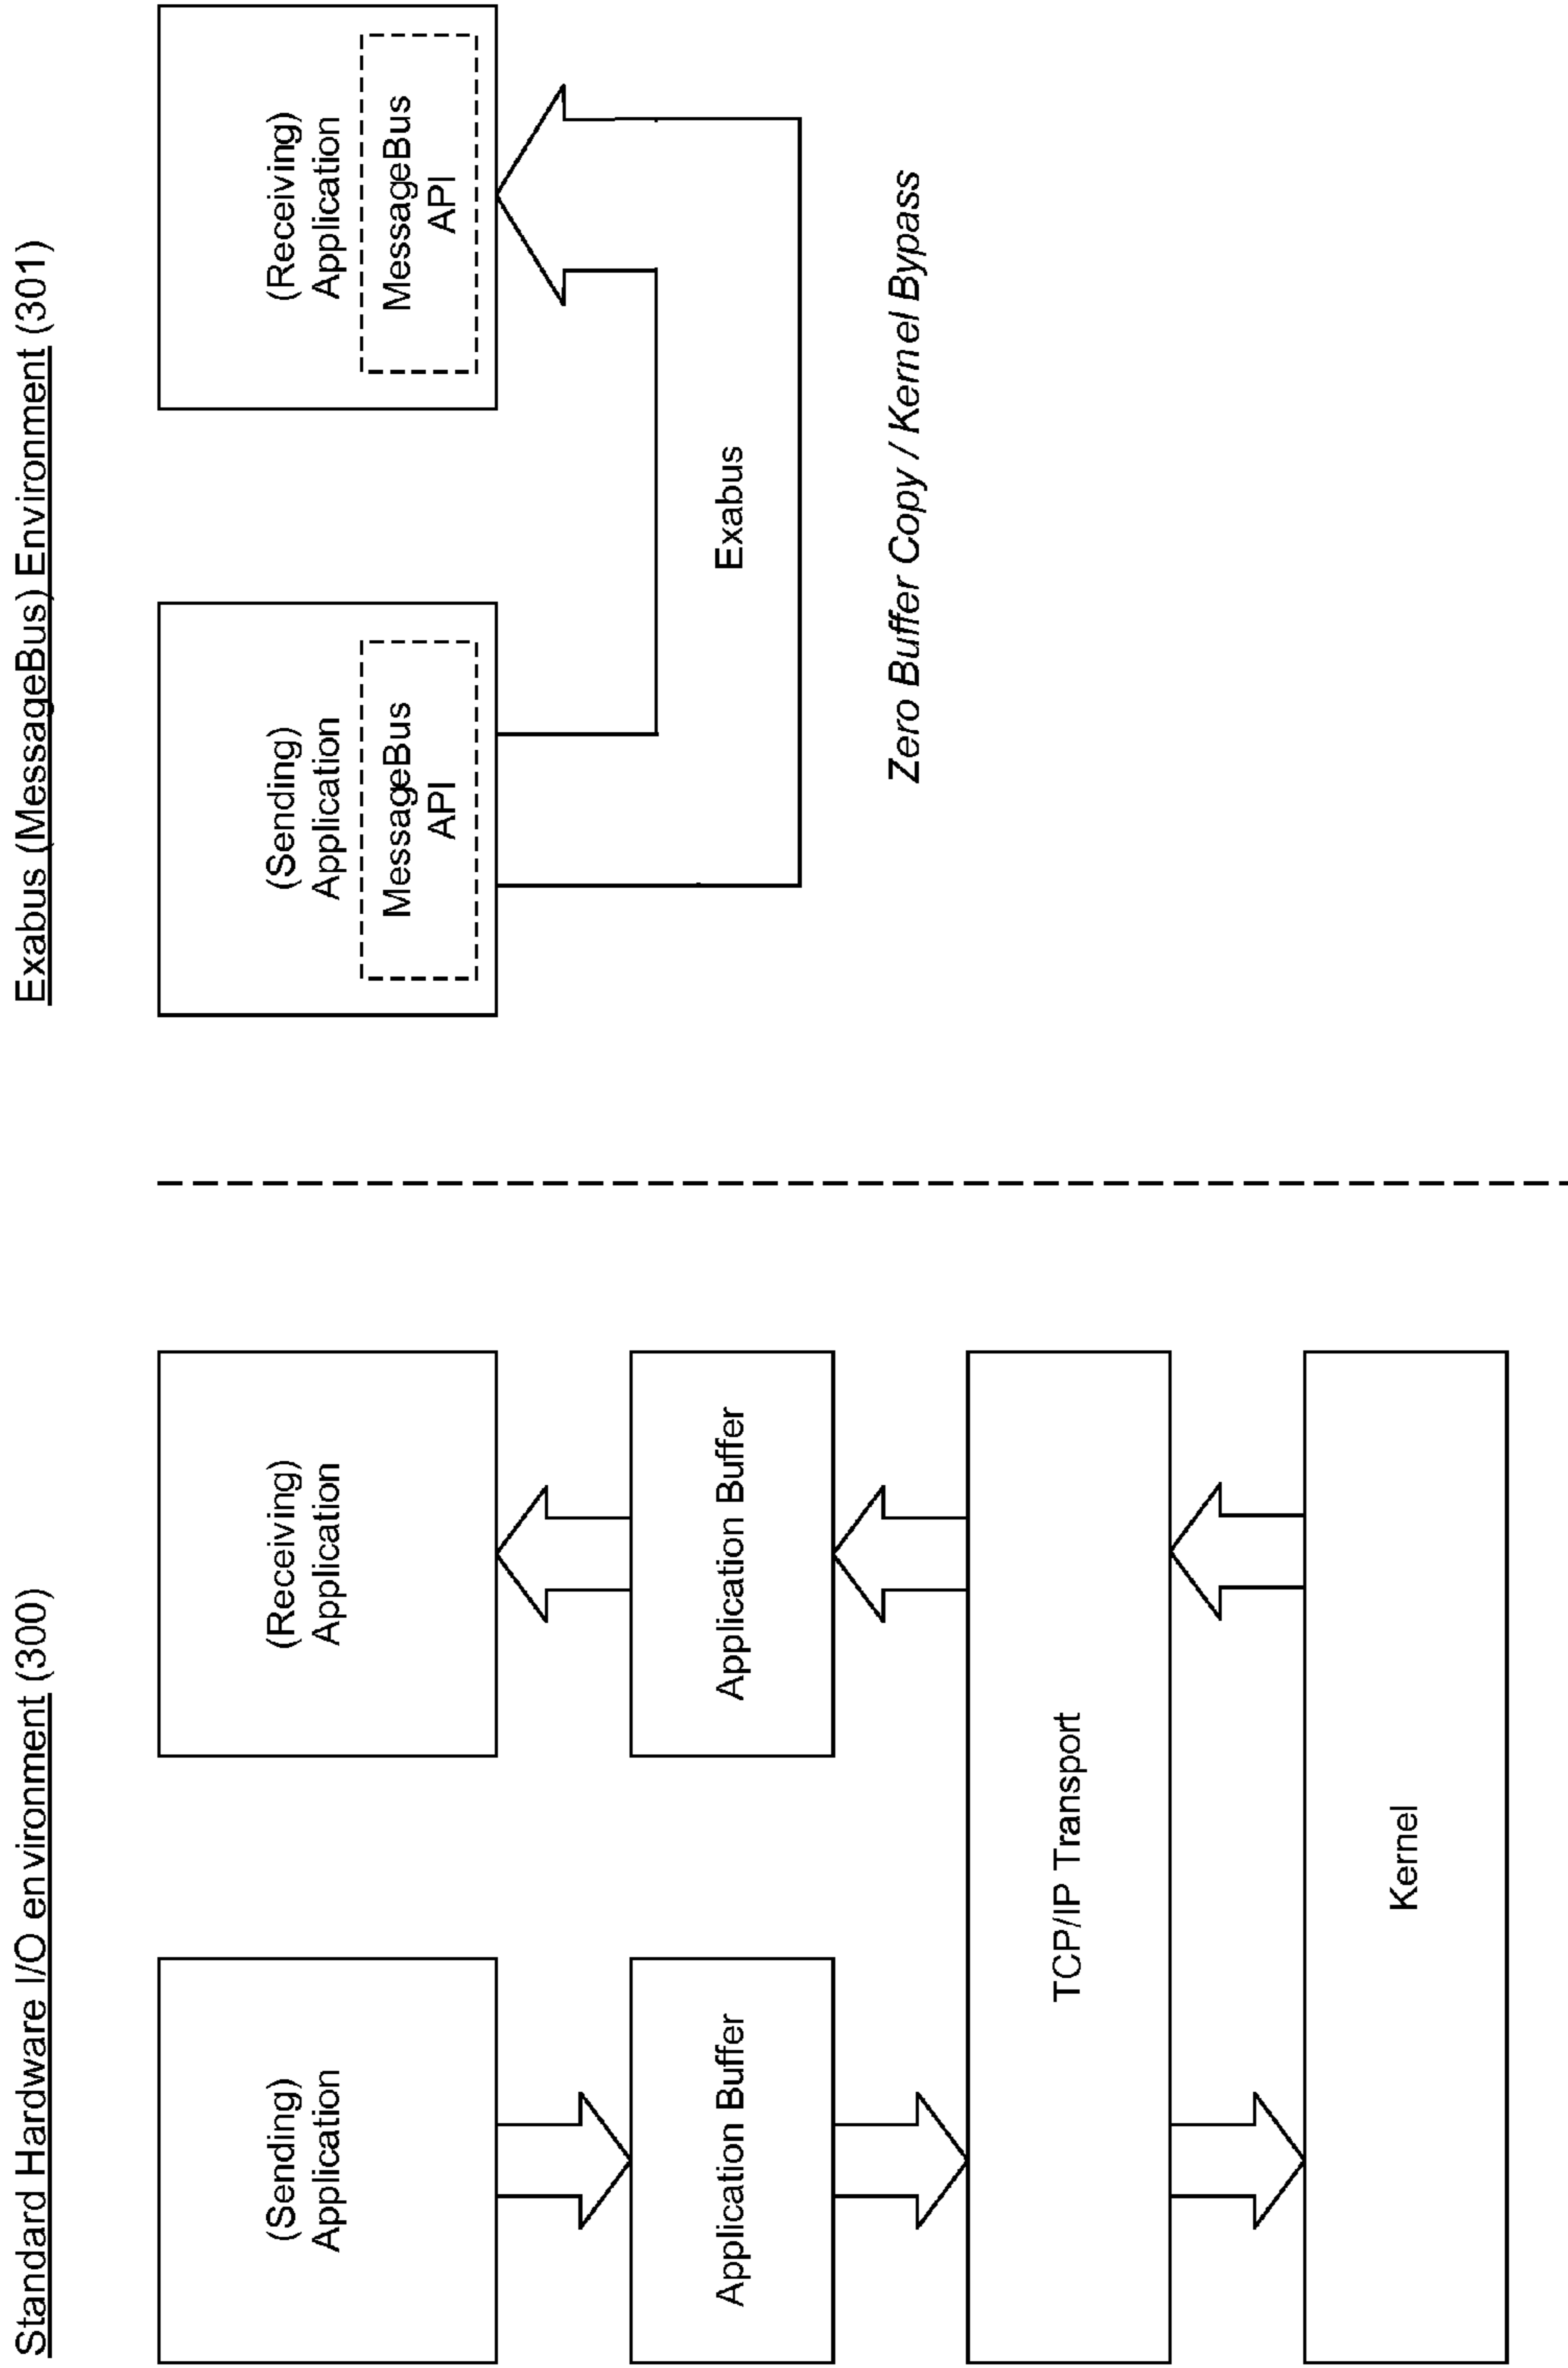 Standard Hardware I/O environment (300)
(Sending)
Application
(Receiving)
Application
Application Buffer
Application Buffer
TCP/IP Transport
Kernel
Exabus (MessageBus) Environment (301)
(Sending)
Application
MessageBus
API
(Receiving)
Application
MessageBus
API
Exabus
Zero Buffer Copy / Kernel Bypass